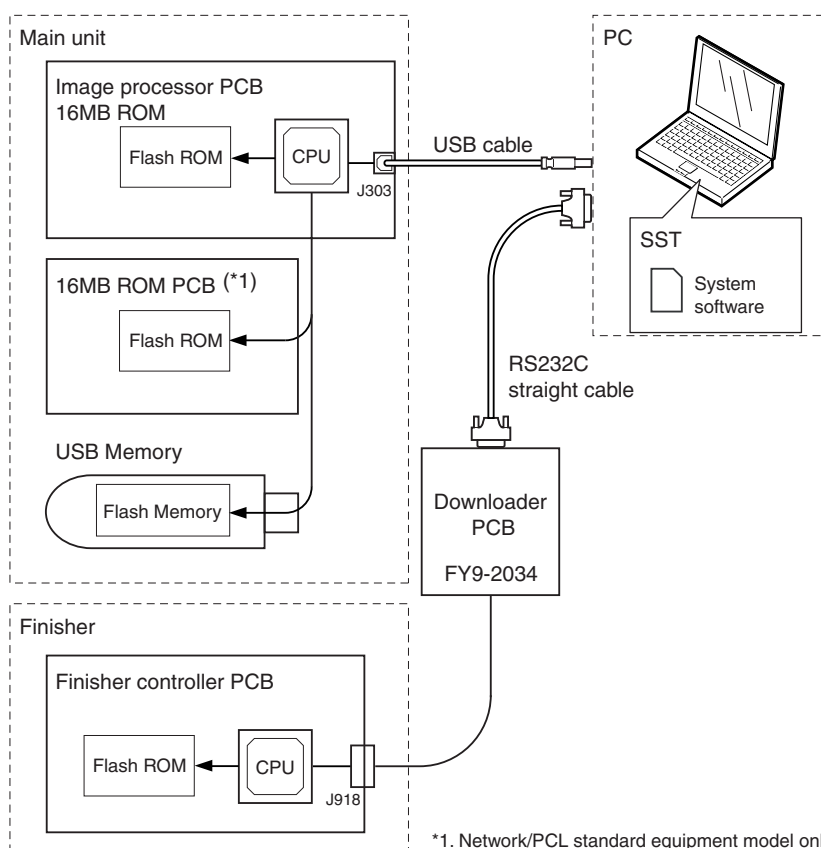 Main unit
Image processor PCB
16MB ROM
Flash ROM
CPU
J303
USB cable
PC
SST
System
software
16MB ROM PCB (*1)
Flash ROM
RS232C
straight cable
USB Memory
Flash Memory
Downloader
PCB
FY9-2034
Finisher
Finisher controller PCB
Flash ROM
CPU
J918
*1. Network/PCL standard equipment model onl